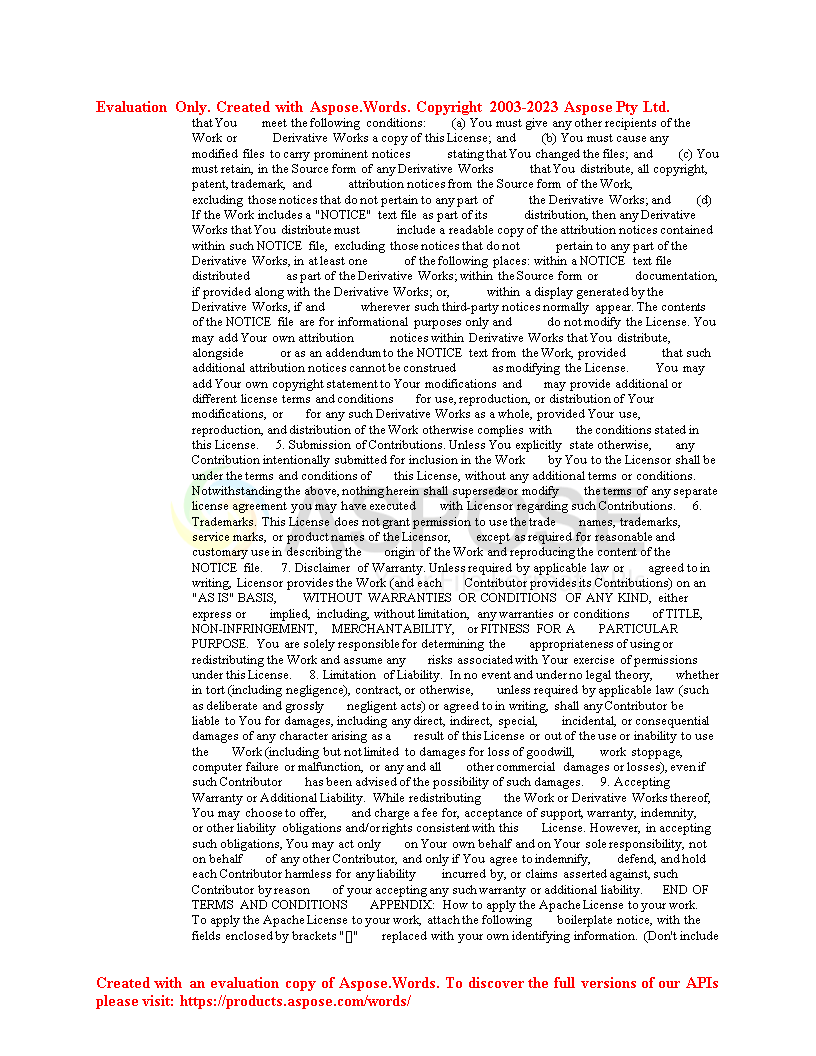 Evaluation Only. Created with Aspose.Words. Copyright 2003-2023 Aspose Pty Ltd.
that You meet the following conditions: (a) You must give any other recipients of the
Work or Derivative Works a copy of this License; and (b) You must cause any
modified files to carry prominent notices stating that You changed the files; and (c) You
must retain, in the Source form of any Derivative Works that You distribute, all copyright,
patent, trademark, and attribution notices from the Source form of the Work,
excluding those notices that do not pertain to any part of the Derivative Works; and (d)
If the Work includes a "NOTICE" text file as part of its distribution, then any Derivative
Works that You distribute must include a readable copy of the attribution notices contained
within such NOTICE file, excluding those notices that do not pertain to any part of the
Derivative Works, in at least one of the following places: within a NOTICE text file
distributed as part of the Derivative Works; within the Source form or documentation,
if provided along with the Derivative Works; or, within a display generated by the
Derivative Works, if and wherever such third-party notices normally appear. The contents
of the NOTICE file are for informational purposes only and do not modify the License. You
may add Your own attribution notices within Derivative Works that You distribute,
alongside or as an addendum to the NOTICE text from the Work, provided that such
additional attribution notices cannot be construed as modifying the License. You may
add Your own copyright statement to Your modifications and may provide additional or
different license terms and conditions for use, reproduction, or distribution of Your
modifications, or for any such Derivative Works as a whole, provided Your use,
reproduction, and distribution of the Work otherwise complies with the conditions stated in
this License. 5. Submission of Contributions. Unless You explicitly state otherwise, any
Contribution intentionally submitted for inclusion in the Work by You to the Licensor shall be
under the terms and conditions of this License, without any additional terms or conditions.
Notwithstanding the above, nothing herein shall supersede or modify the terms of any separate
license agreement you may have executed with Licensor regarding such Contributions. 6.
Trademarks. This License does not grant permission to use the trade names, trademarks,
service marks, or product names of the Licensor, except as required for reasonable and
customary use in describing the origin of the Work and reproducing the content of the
NOTICE file. 7. Disclaimer of Warranty. Unless required by applicable law or agreed to in
writing, Licensor provides the Work (and each Contributor provides its Contributions) on an
"AS IS" BASIS, WITHOUT WARRANTIES OR CONDITIONS OF ANY KIND, either
express or implied, including, without limitation, any warranties or conditions of TITLE,
NON-INFRINGEMENT, MERCHANTABILITY, or FITNESS FOR A PARTICULAR
PURPOSE. You are solely responsible for determining the appropriateness of using or
redistributing the Work and assume any risks associated with Your exercise of permissions
under this License. 8. Limitation of Liability. In no event and under no legal theory, whether
in tort (including negligence), contract, or otherwise, unless required by applicable law (such
as deliberate and grossly negligent acts) or agreed to in writing, shall any Contributor be
liable to You for damages, including any direct, indirect, special, incidental, or consequential
damages of any character arising as a result of this License or out of the use or inability to use
the Work (including but not limited to damages for loss of goodwill, work stoppage,
computer failure or malfunction, or any and all other commercial damages or losses), even if
such Contributor has been advised of the possibility of such damages. 9. Accepting
Warranty or Additional Liability. While redistributing the Work or Derivative Works thereof,
You may choose to offer, and charge a fee for, acceptance of support, warranty, indemnity,
or other liability obligations and/or rights consistent with this License. However, in accepting
such obligations, You may act only on Your own behalf and on Your sole responsibility, not
on behalf of any other Contributor, and only if You agree to indemnify, defend, and hold
each Contributor harmless for any liability incurred by, or claims asserted against, such
Contributor by reason of your accepting any such warranty or additional liability. END OF
TERMS AND CONDITIONS APPENDIX: How to apply the Apache License to your work.
To apply the Apache License to your work, attach the following boilerplate notice, with the
fields enclosed by brackets "[]" replaced with your own identifying information. (Don't include
Created with an evaluation copy of Aspose.Words. To discover the full versions of our APIs
please visit: https://products.aspose.com/words/